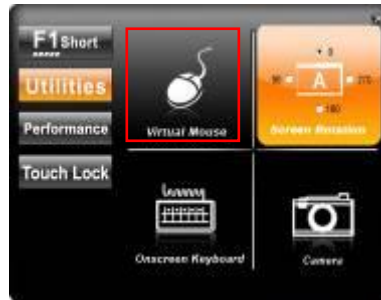 F1 Short
Utilities
Performance
Touch Lock
Virtual Mouse
0
90
A
270
180
Screen Rotation
Onscreen Keyboard
Camera